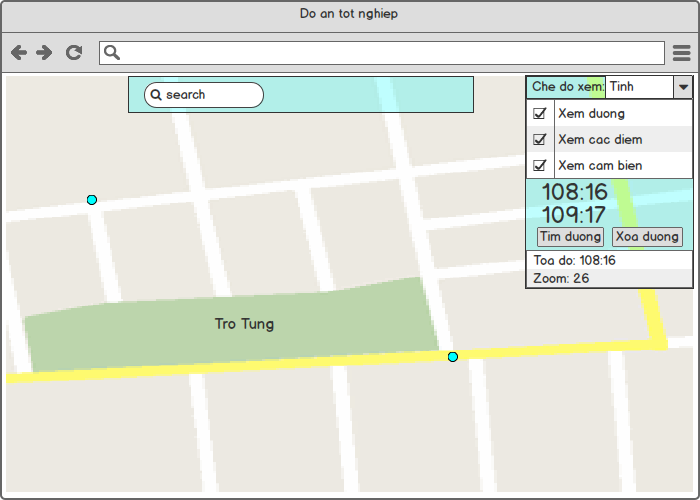 Do an tot nghiep
search
Che do xem: Tinh
Xem duong
Xem cac diem
Xem cam bien
108:16
109:17
Tim duong Xoa duong
Toa do: 108:16
Zoom: 26
Tro Tung